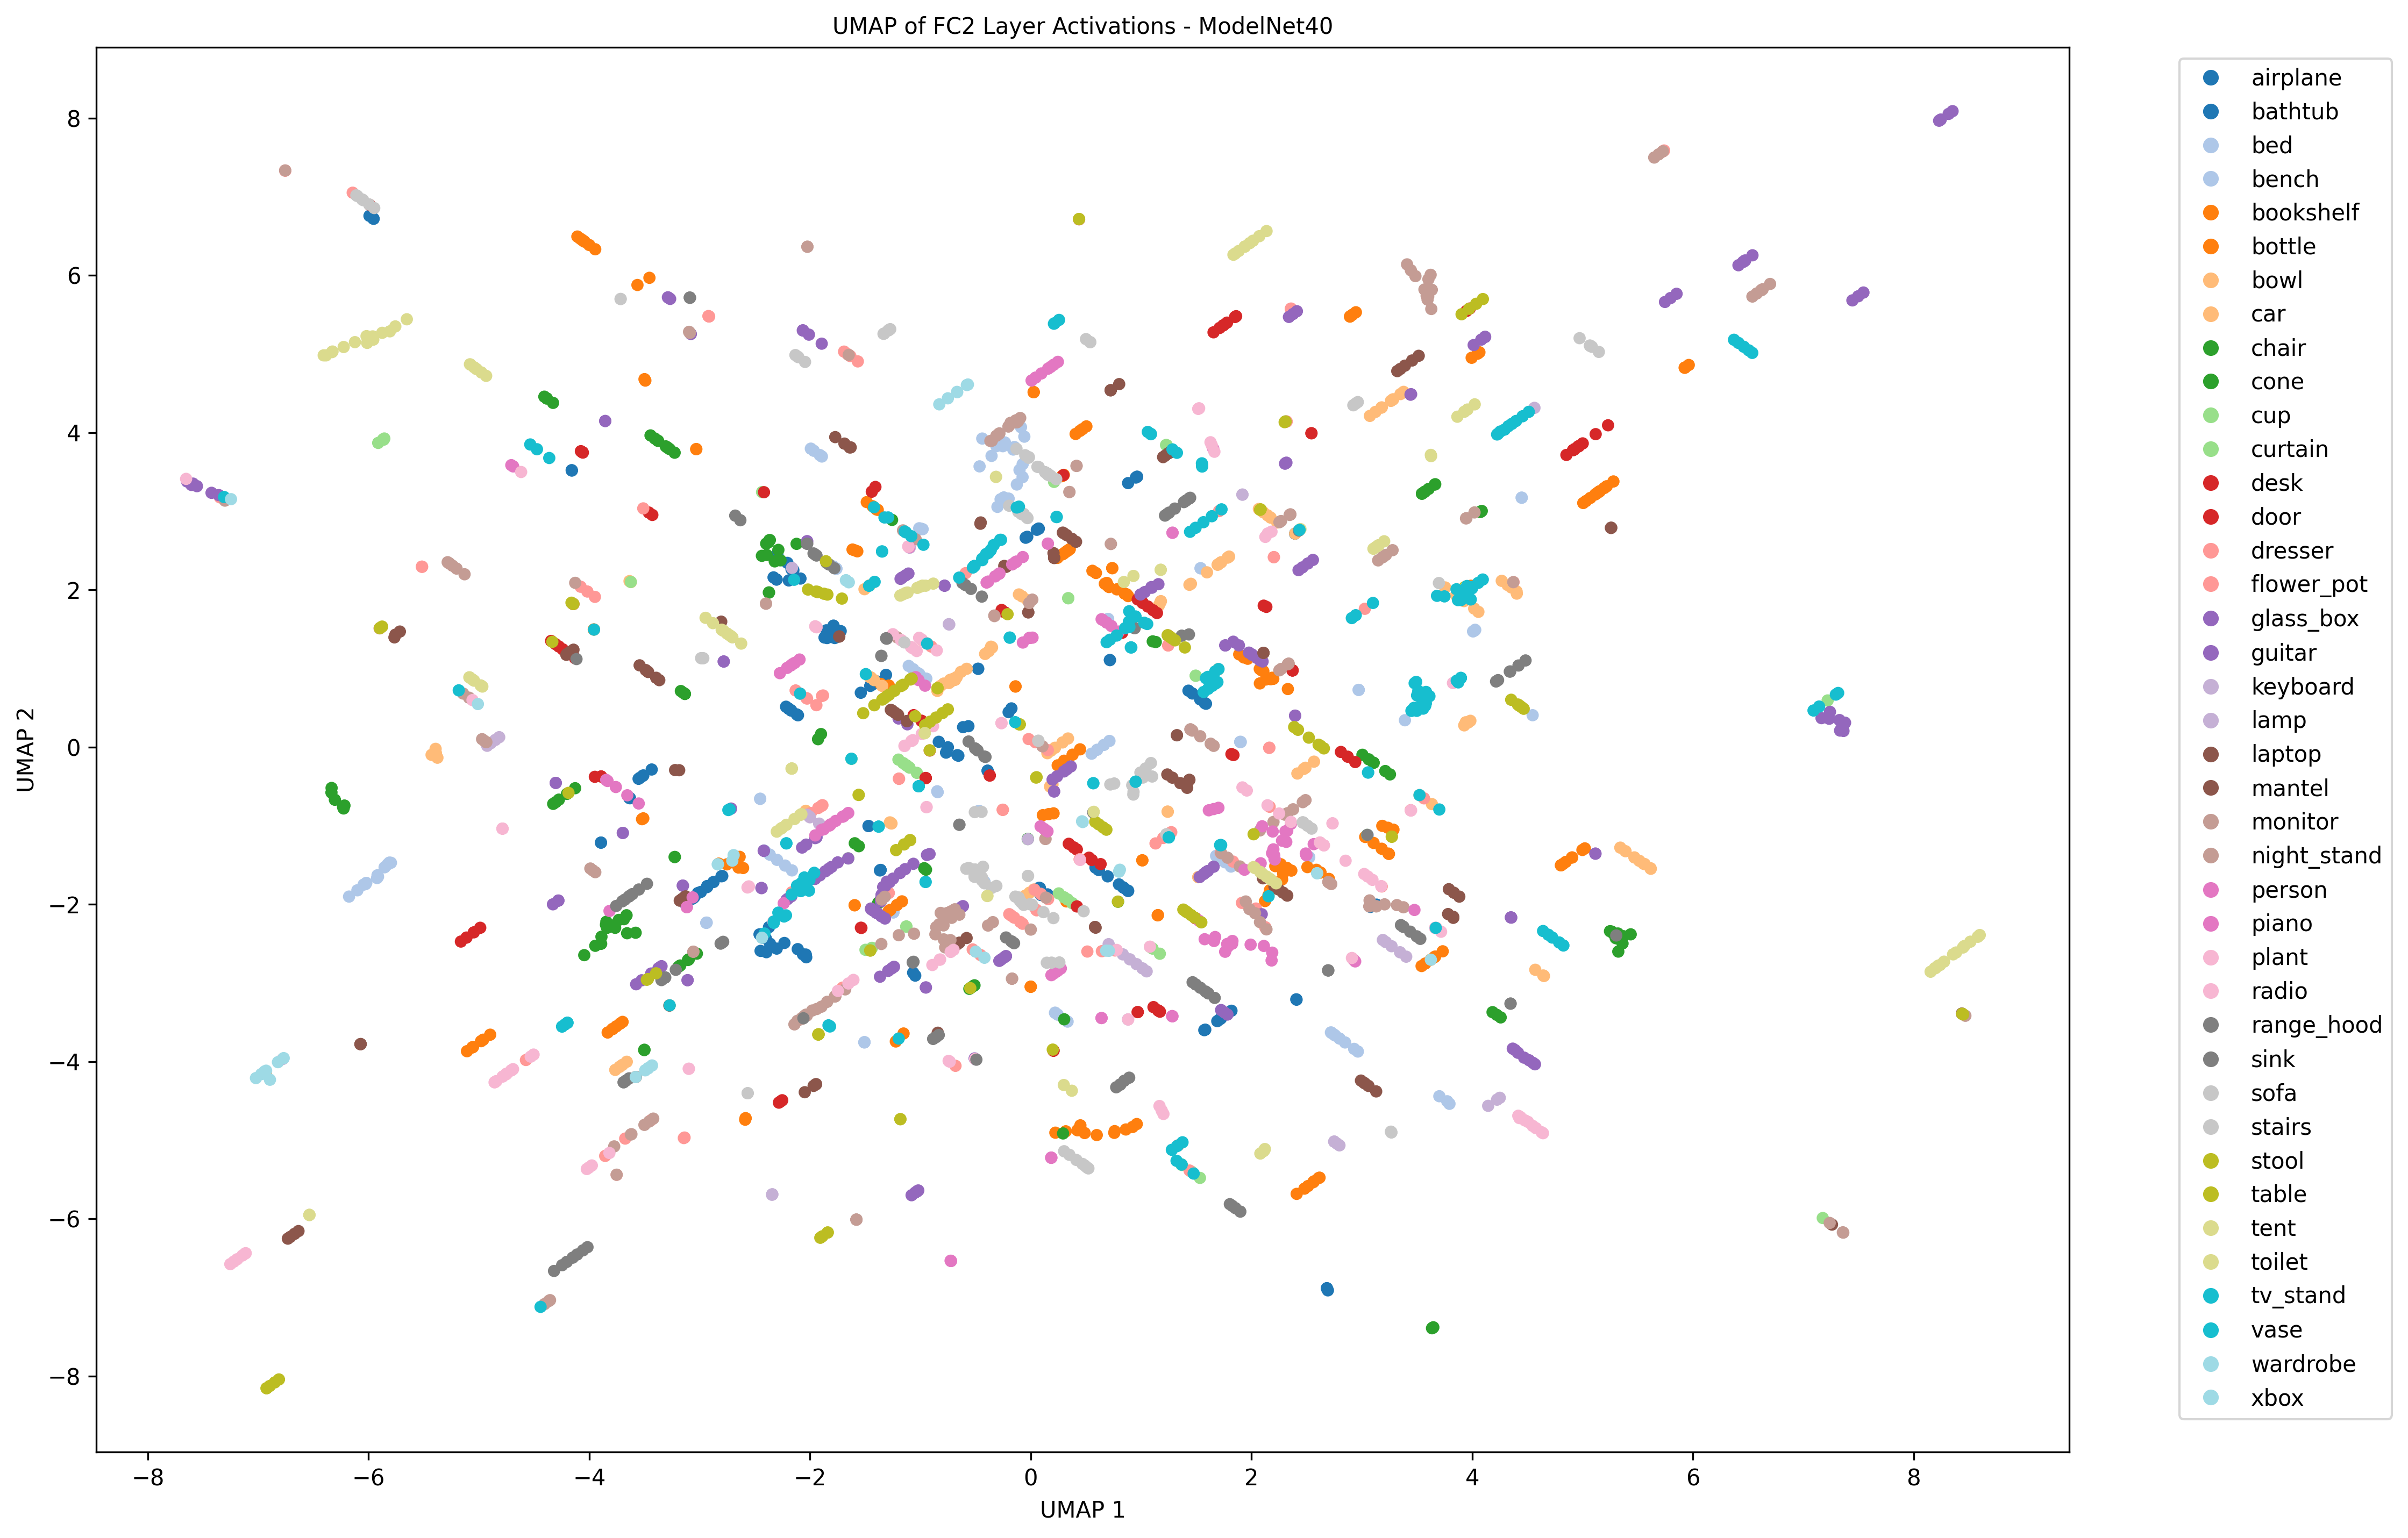 UMAP of FC2 Layer Activations - ModelNet40
8
6
4
2
0
−2
−4
−6
−8
UMAP 2
−8 −6 −4 −2 0 2 4 6 8
UMAP 1
airplane
bathtub
bed
bench
bookshelf
bottle
bowl
car
chair
cone
cup
curtain
desk
door
dresser
flower_pot
glass_box
guitar
keyboard
lamp
laptop
mantel
monitor
night_stand
person
piano
plant
radio
range_hood
sink
sofa
stairs
stool
table
tent
toilet
tv_stand
vase
wardrobe
xbox